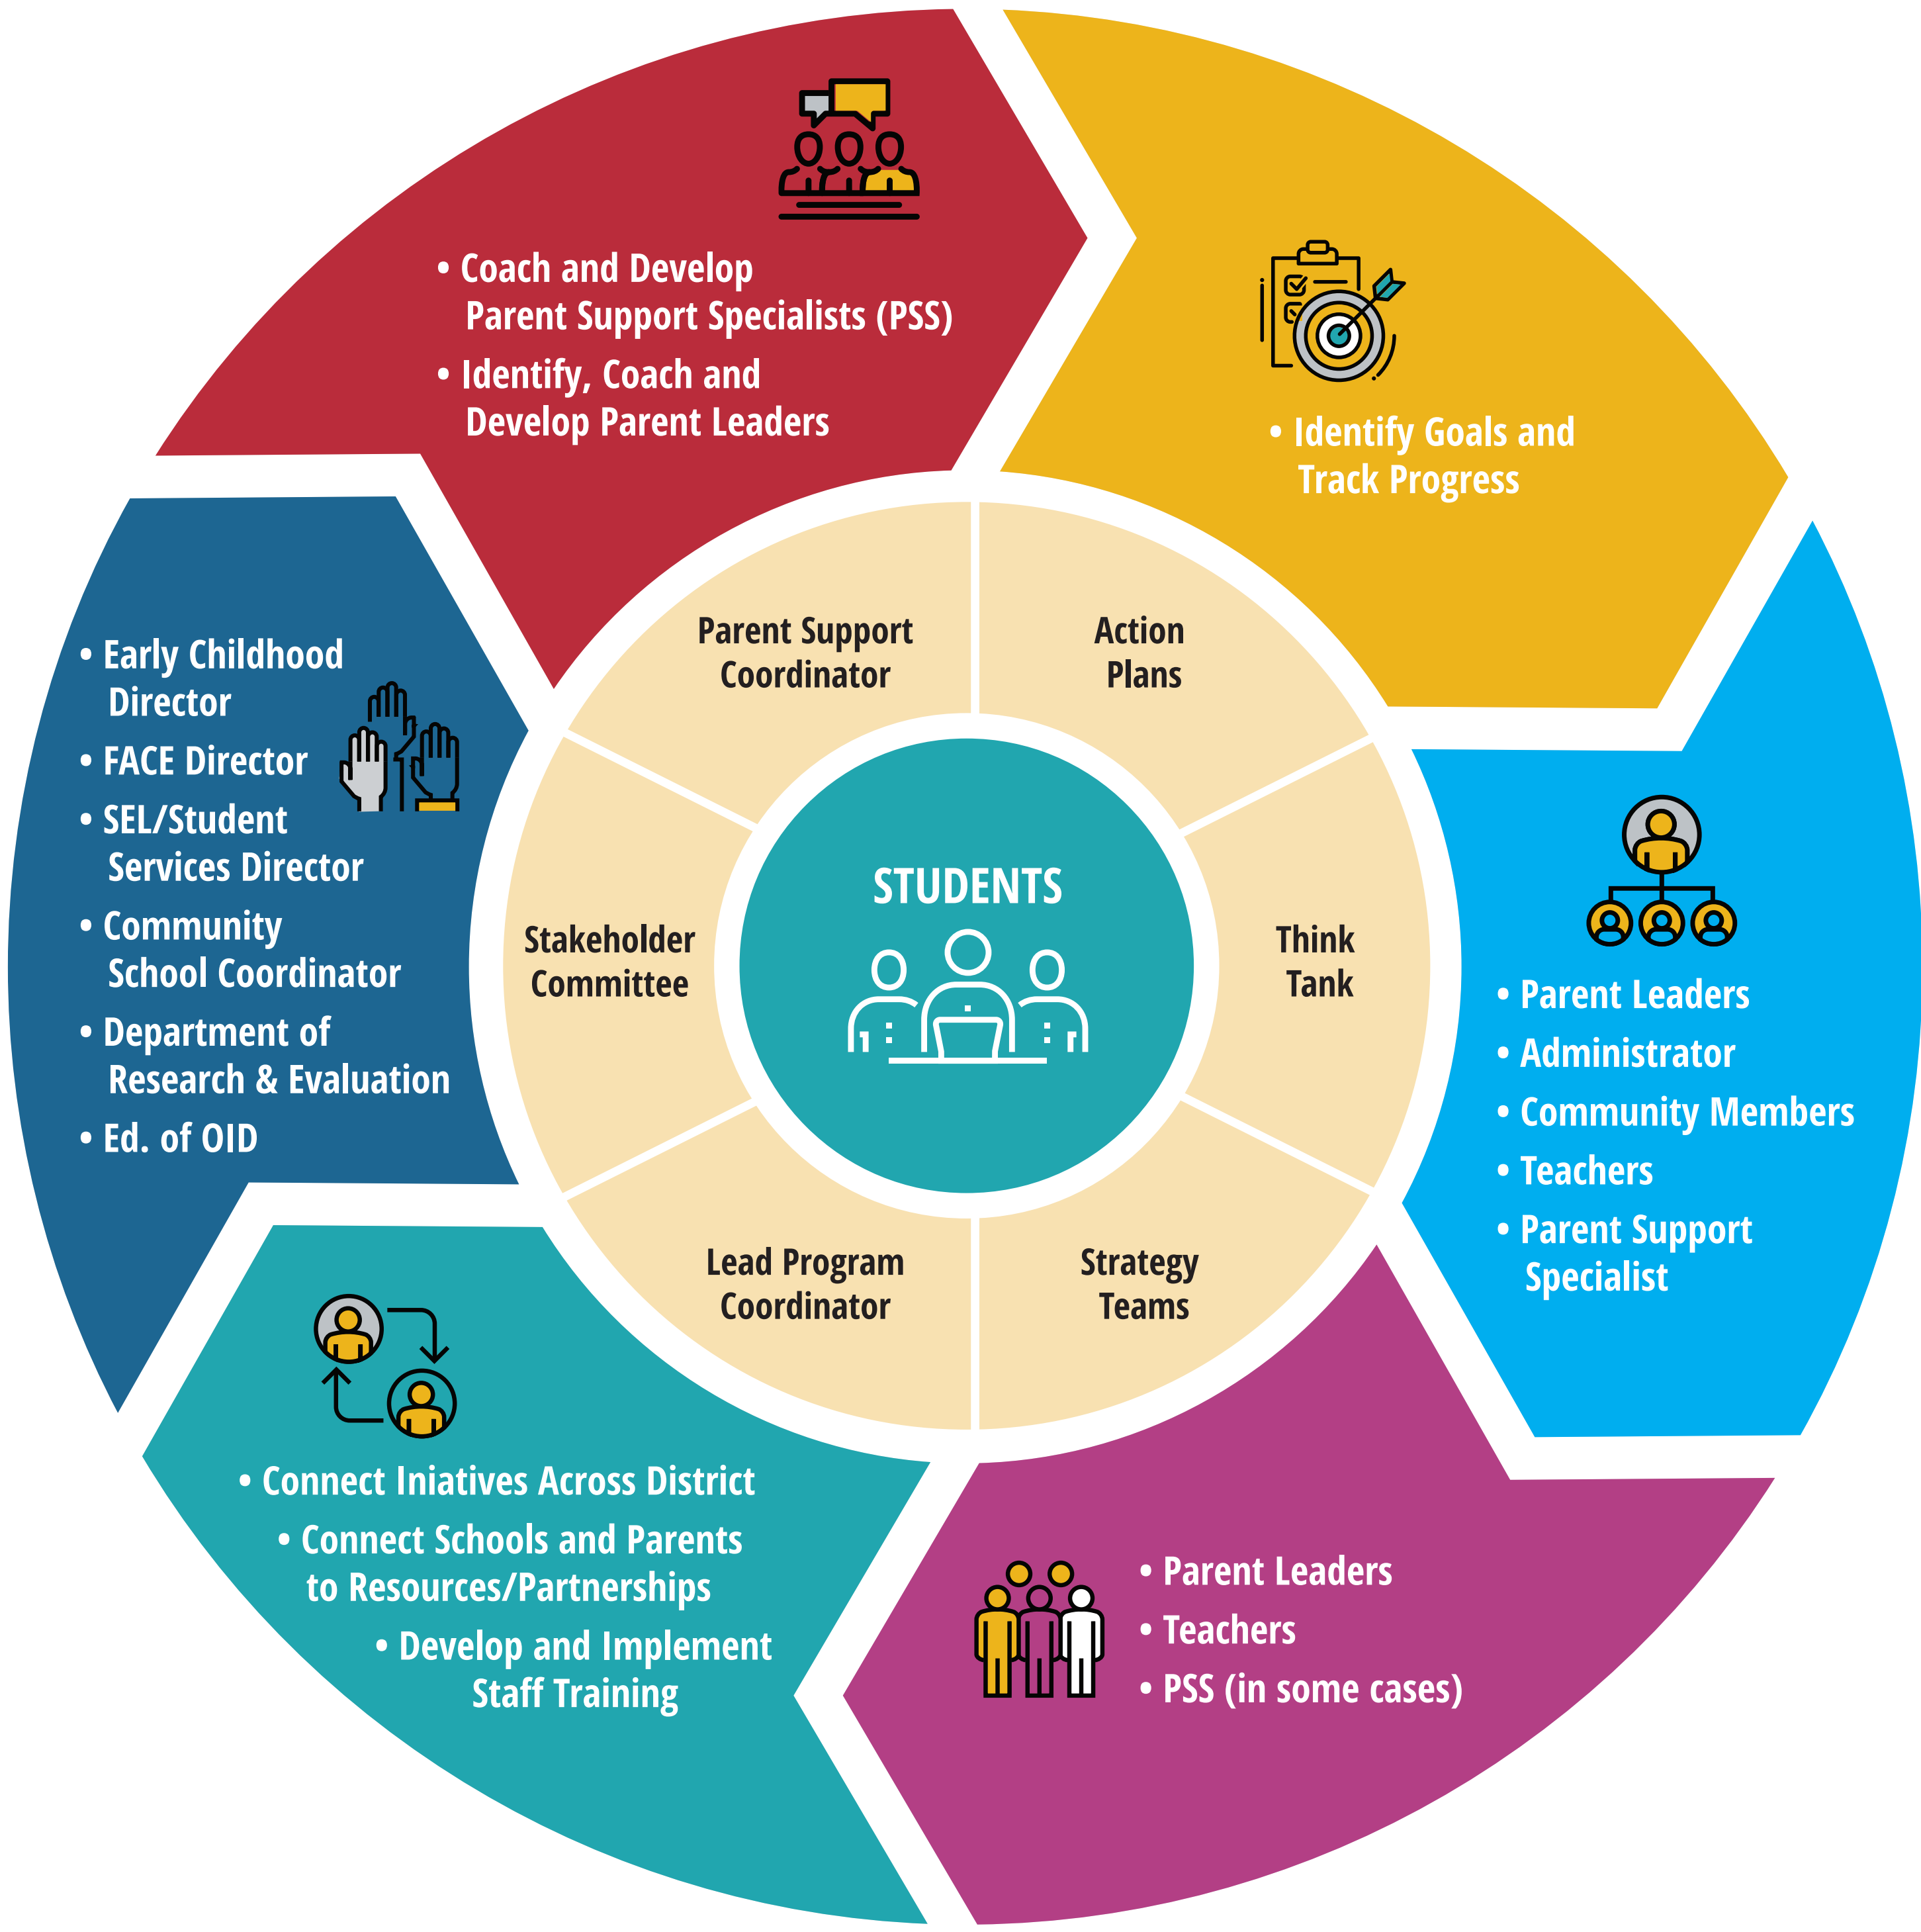 • Coach and Develop
Parent Support Specialists (PSS)
• Identify, Coach and
Develop Parent Leaders
• Identify Goals and
Track Progress
• Parent Leaders
• Administrator
• Community Members
• Teachers
• Parent Support
Specialist
• Parent Leaders
• Teachers
• PSS (in some cases)
• Connect Iniatives Across District
• Connect Schools and Parents
to Resources/Partnerships
• Develop and Implement
Staff Training
• Early Childhood
Director
• FACE Director
• SEL/Student
Services Director
• Community
School Coordinator
• Department of
Research & Evaluation
• Ed. of OID
Parent Support
Coordinator
Action
Plans
Think
Tank
Strategy
Teams
Lead Program
Coordinator
Stakeholder
Committee
STUDENTS